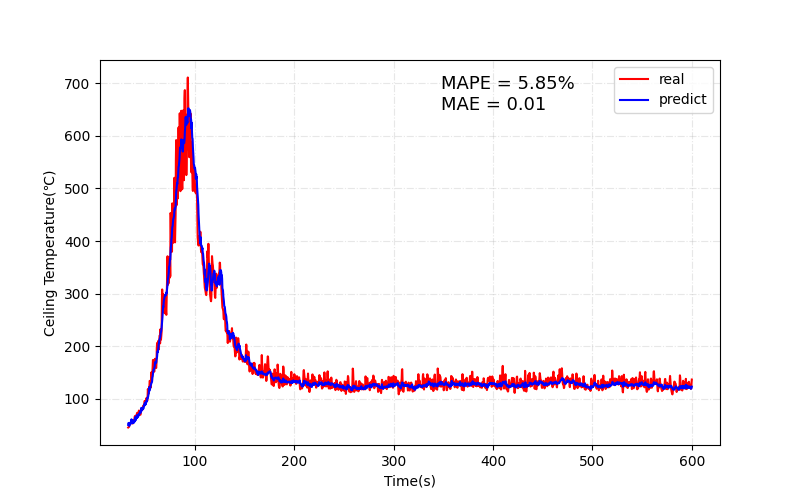 MAPE = 5.85%
MAE = 0.01
real
predict
700
600
500
400
300
200
100
Ceiling Temperature(℃)
100 200 300 400 500 600
Time(s)